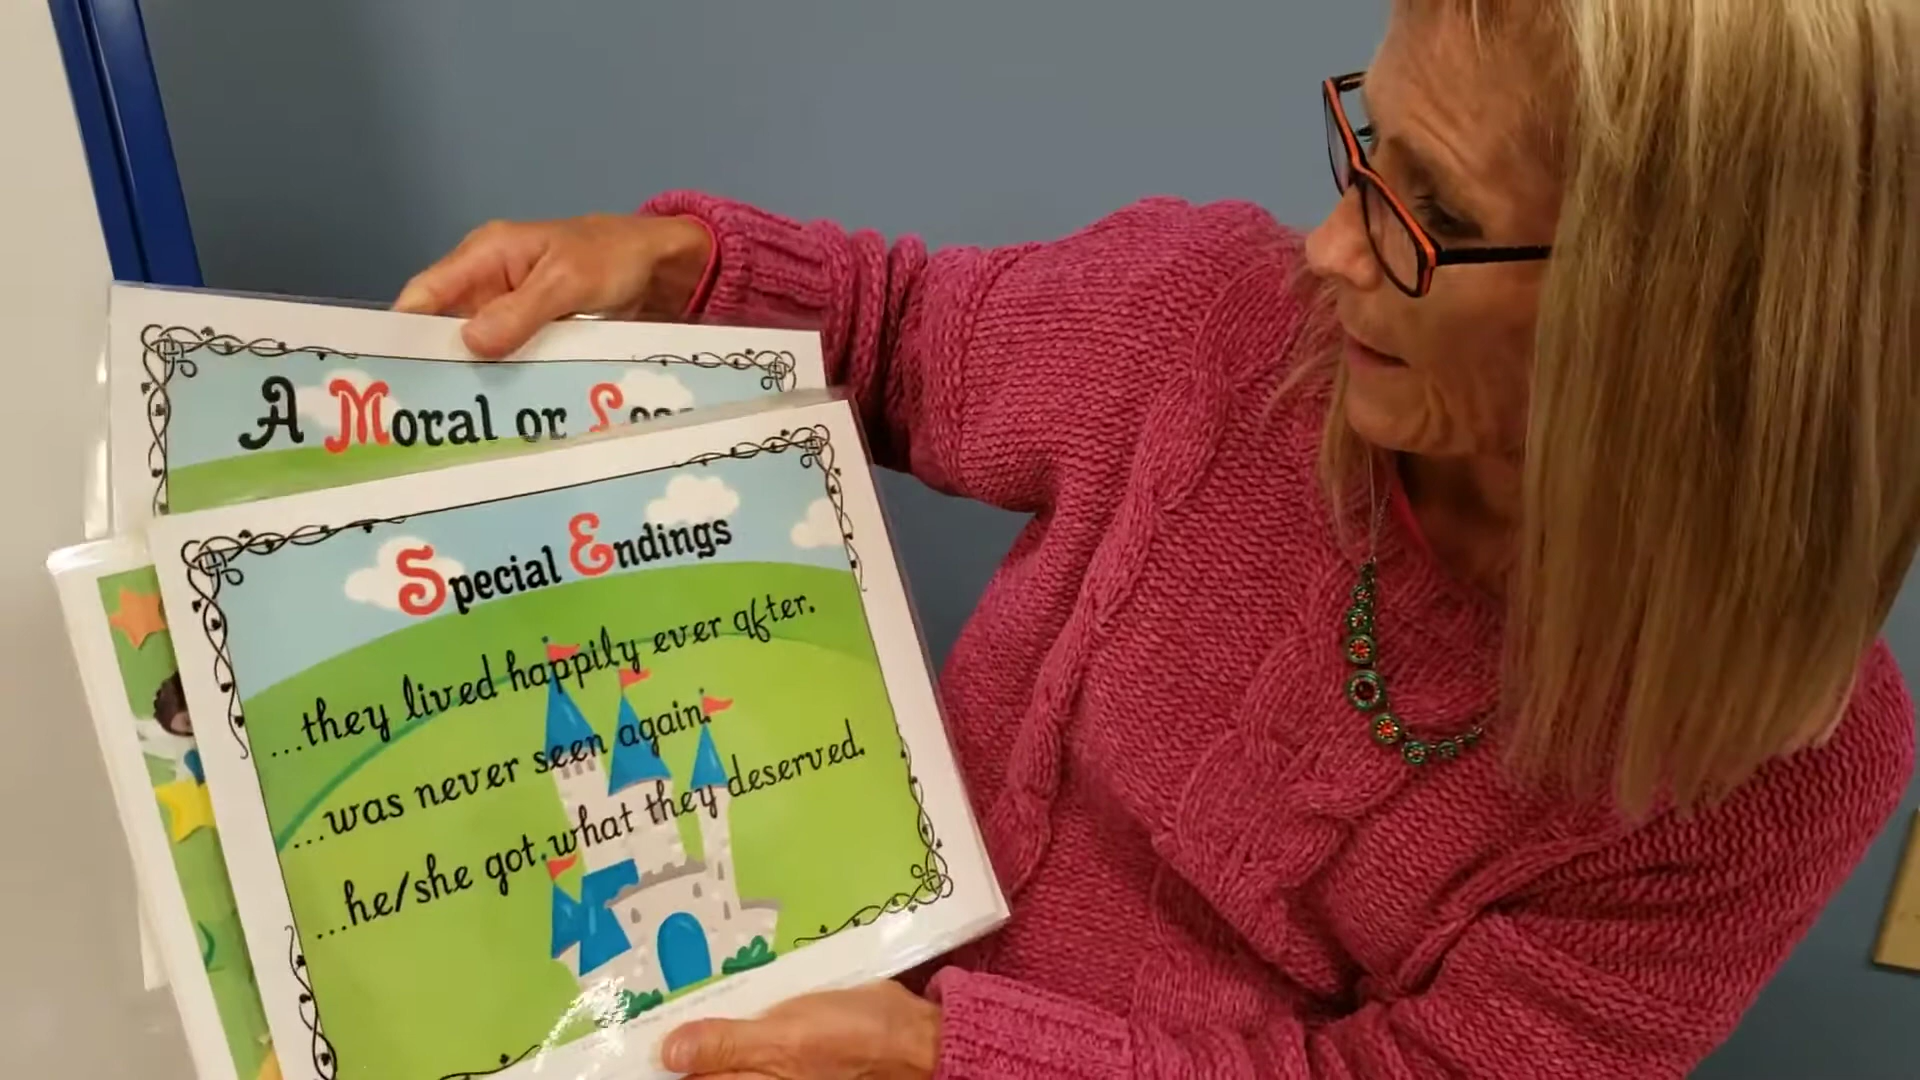 A Moral or
Special Endings
...they lived happily ever after.
...was never seen again.
...he/she got what they deserved.